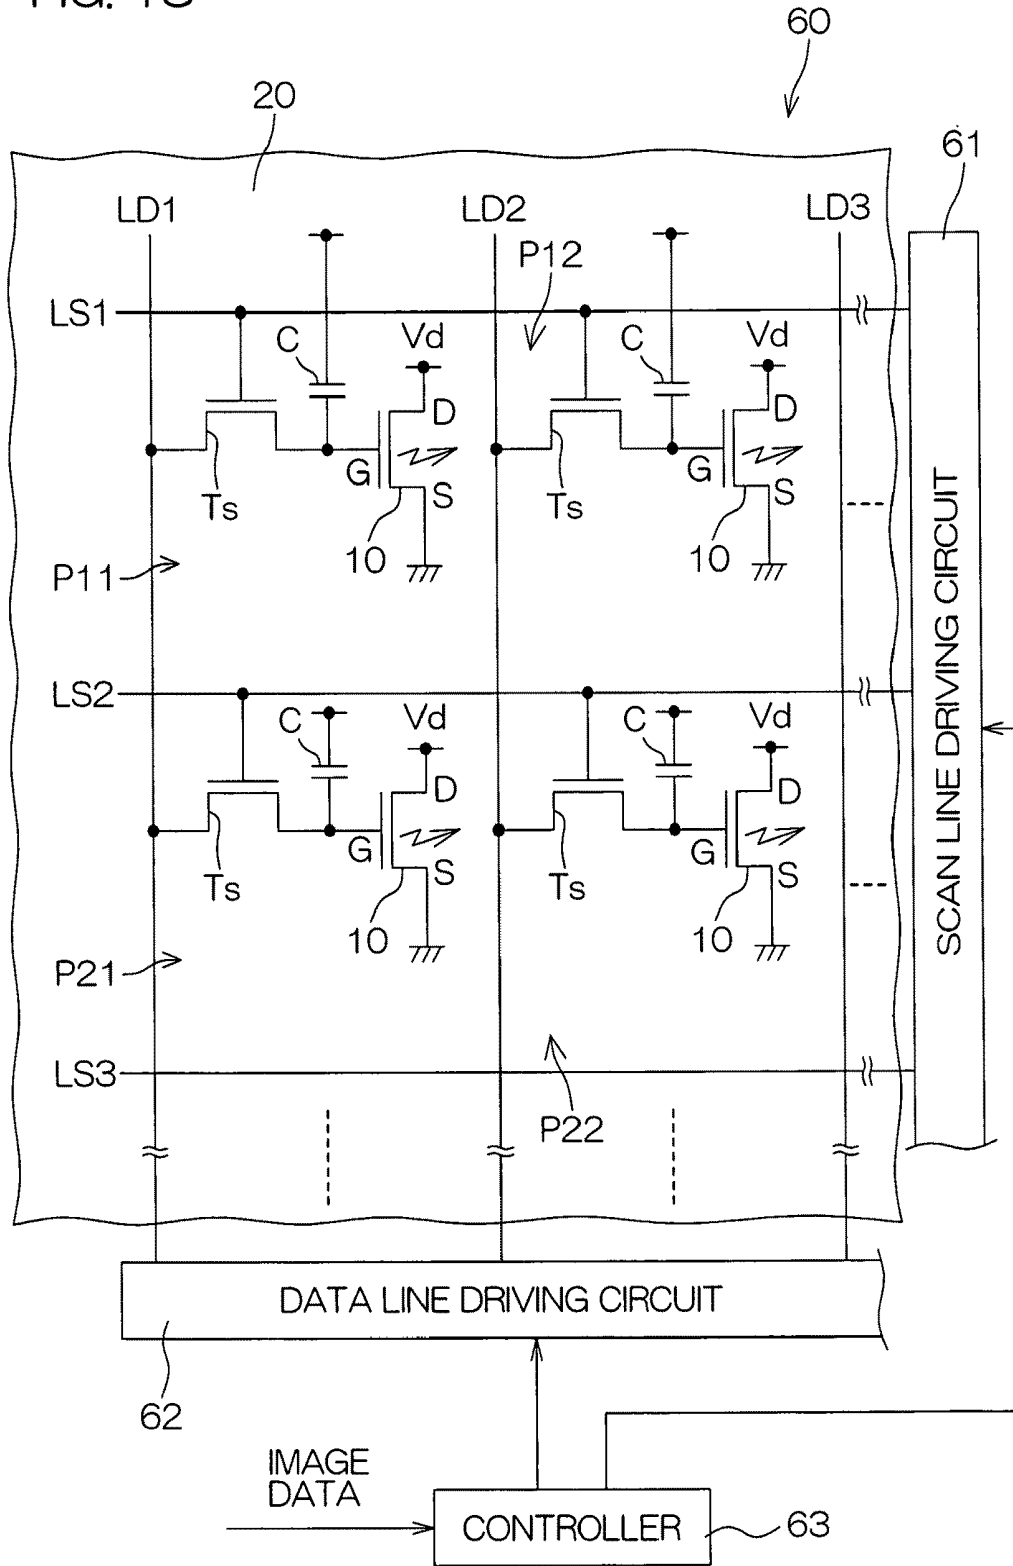 60
20
61
LD1 LD2 LD3
P12
LS1
C Vd C Vd
D D
G S G S
Ts Ts
10 10
P11
LS2
C Vd C Vd
D D
G S G S
Ts Ts
10 10
P21
LS3
P22
SCAN LINE DRIVING CIRCUIT
DATA LINE DRIVING CIRCUIT
62
IMAGE
DATA
CONTROLLER
63